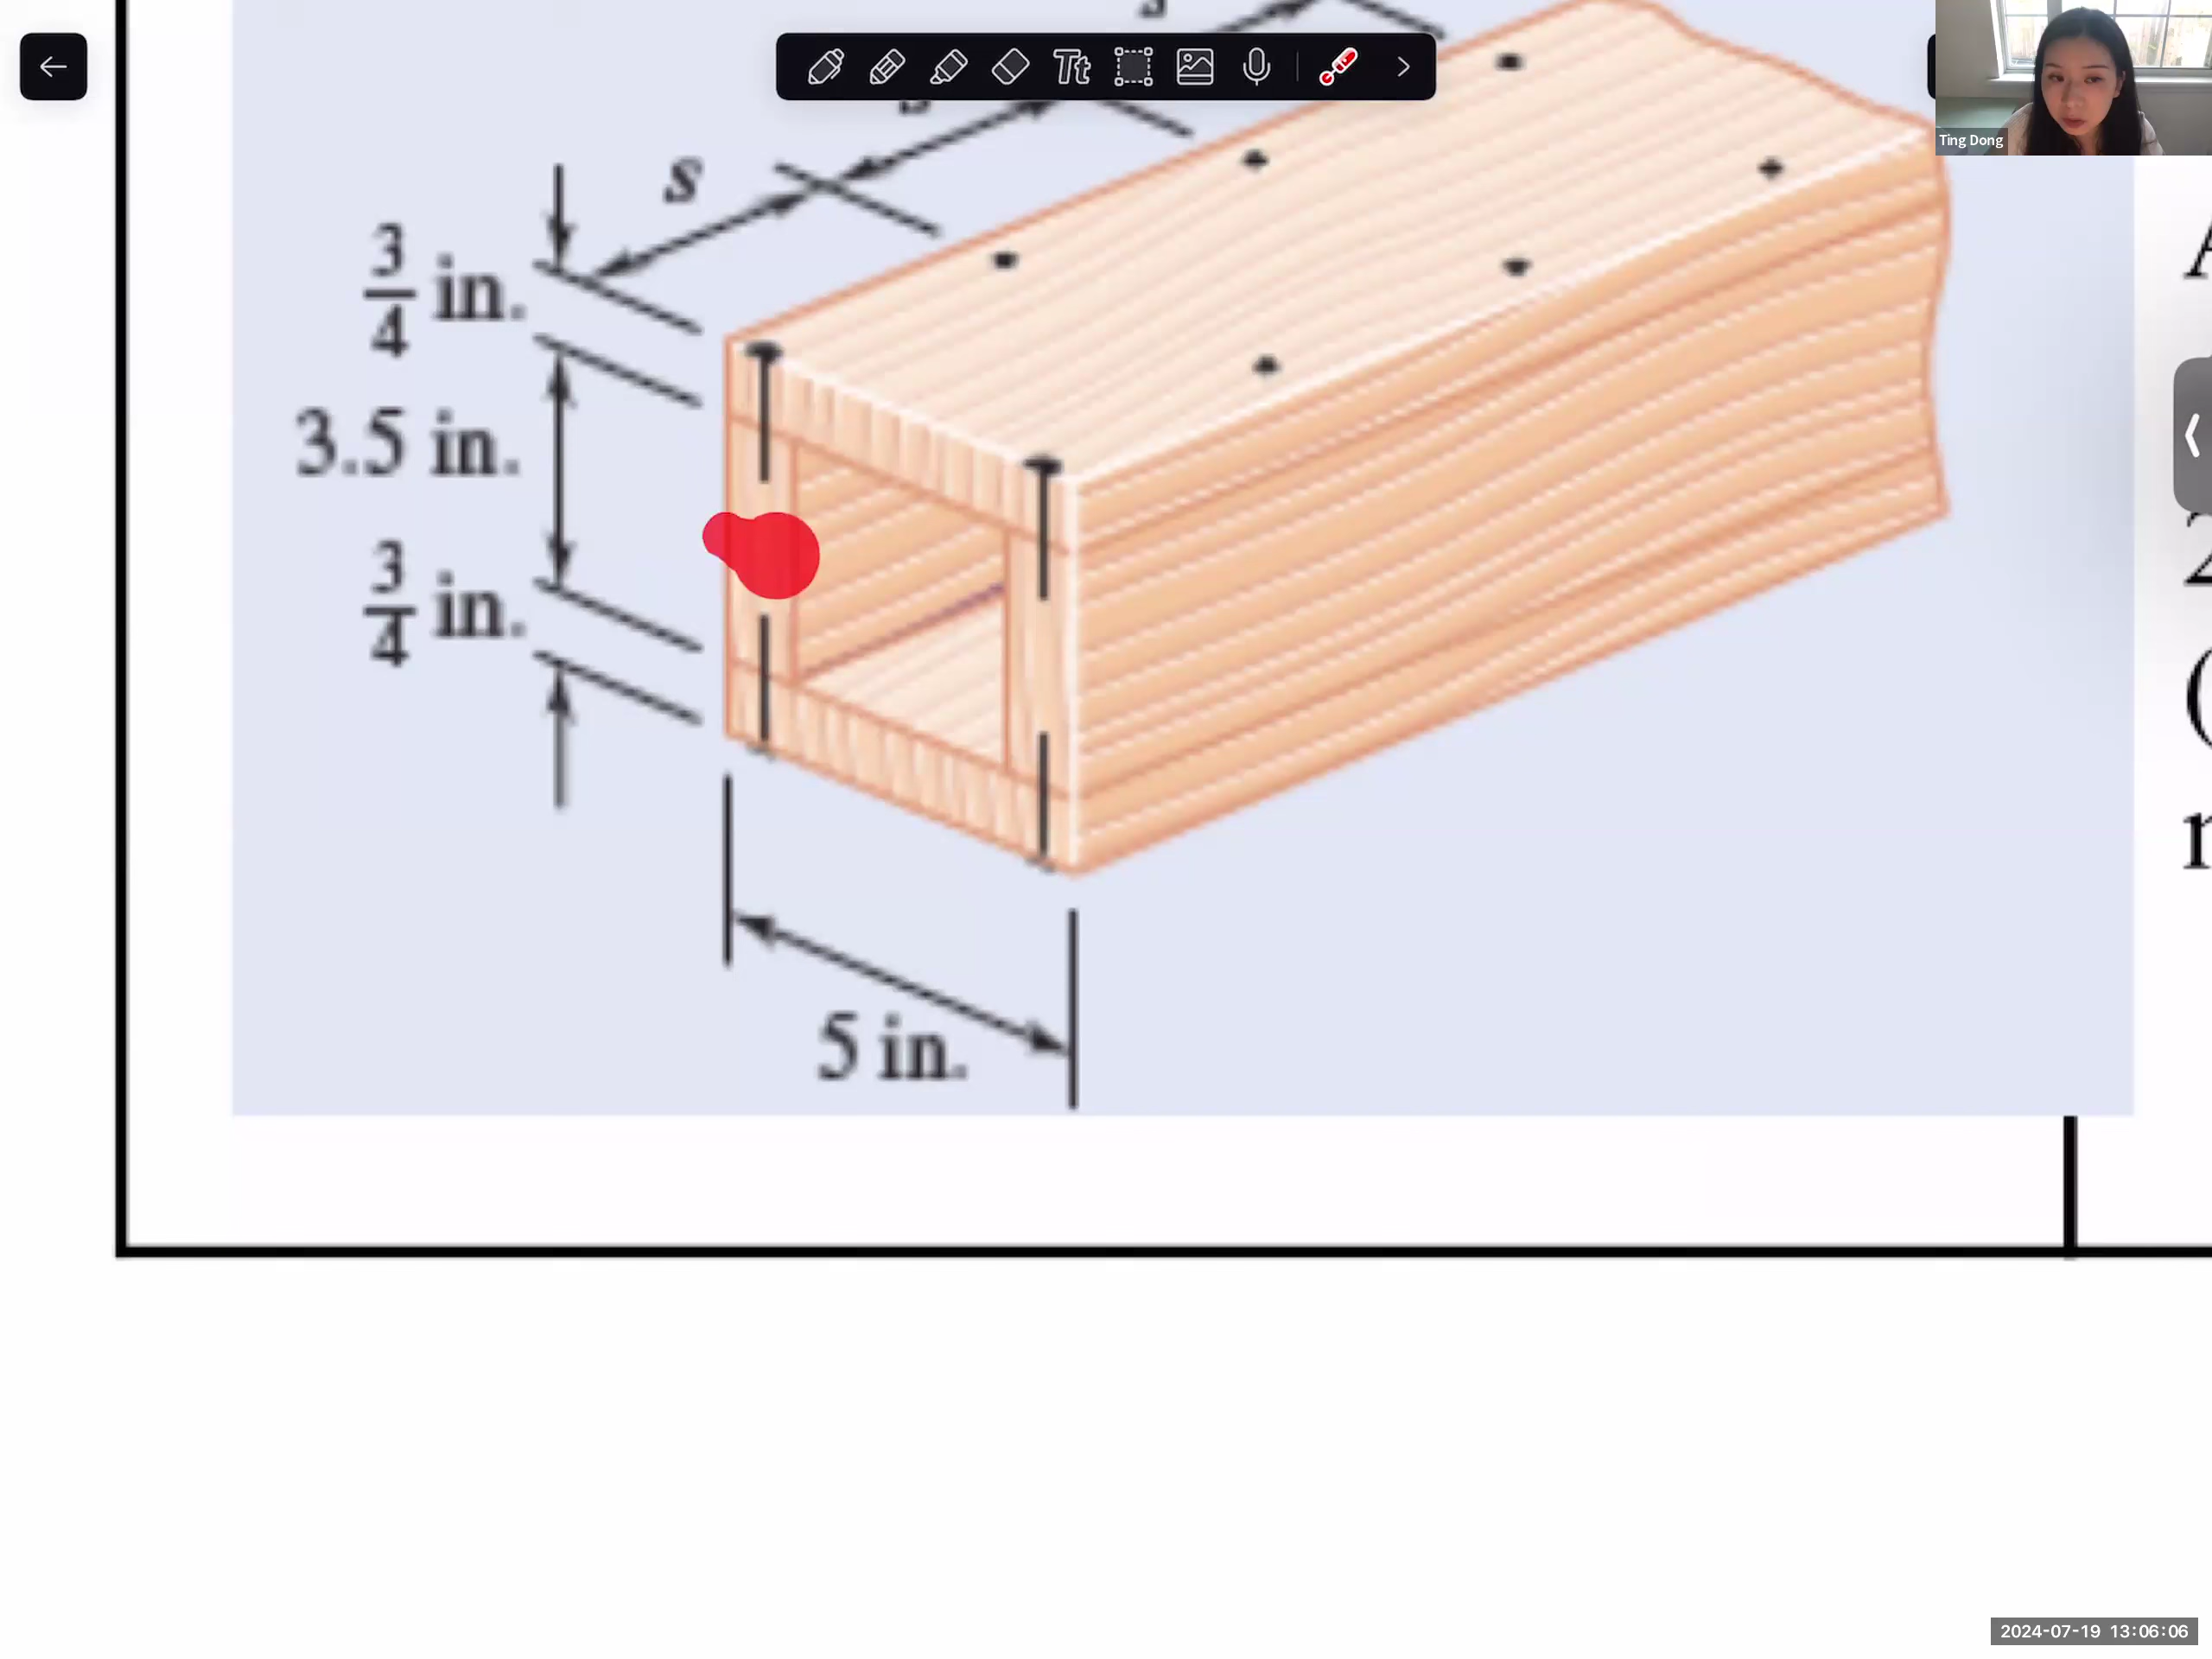 Tt
Ting Dong
s
3/4 in.
3.5 in.
3/4 in.
5 in.
2024-07-19 13:06:06